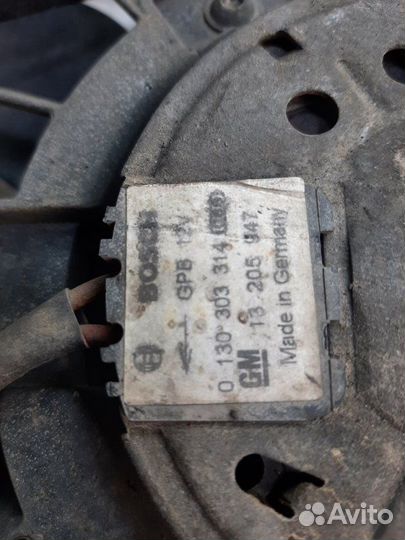 BOSCH
GPB 12V
0 130 303 314
GM 13 205 947
Made in Germany
Avito